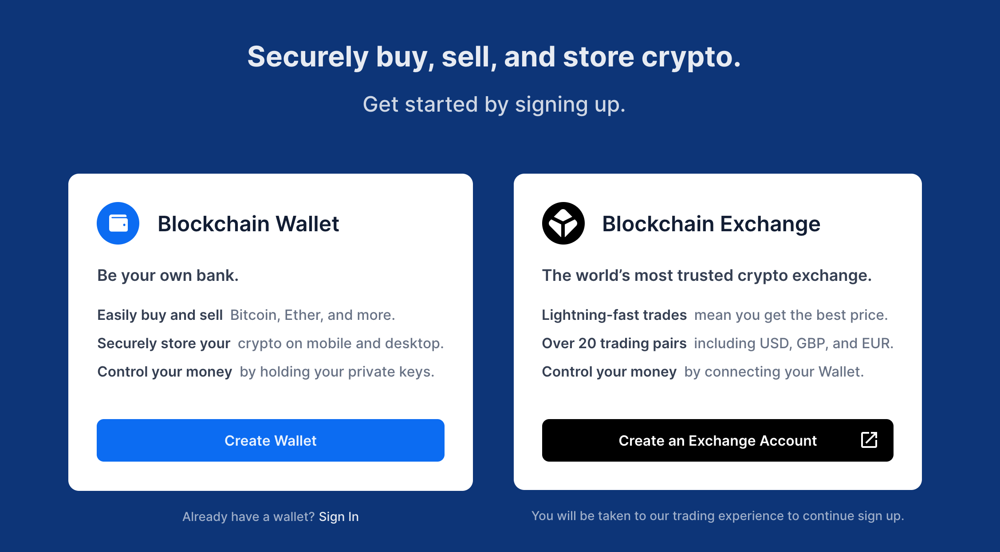 Securely buy, sell, and store crypto.
Get started by signing up.
Blockchain Wallet
Be your own bank.
Easily buy and sell Bitcoin, Ether, and more.
Securely store your crypto on mobile and desktop.
Control your money by holding your private keys.
Create Wallet
Already have a wallet? Sign In
Blockchain Exchange
The world’s most trusted crypto exchange.
Lightning-fast trades mean you get the best price.
Over 20 trading pairs including USD, GBP, and EUR.
Control your money by connecting your Wallet.
Create an Exchange Account
You will be taken to our trading experience to continue sign up.